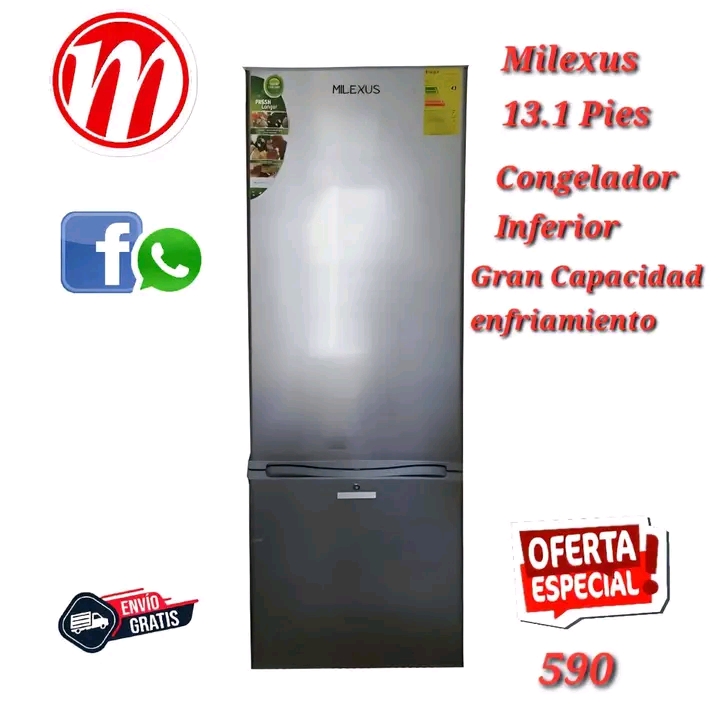 m
Milexus
13.1 Pies
Congelador
Inferior
Gran Capacidad
enfriamiento
MILEXUS
FRESH
Longer
f
ENVÍO
GRATIS
OFERTA
ESPECIAL!
590